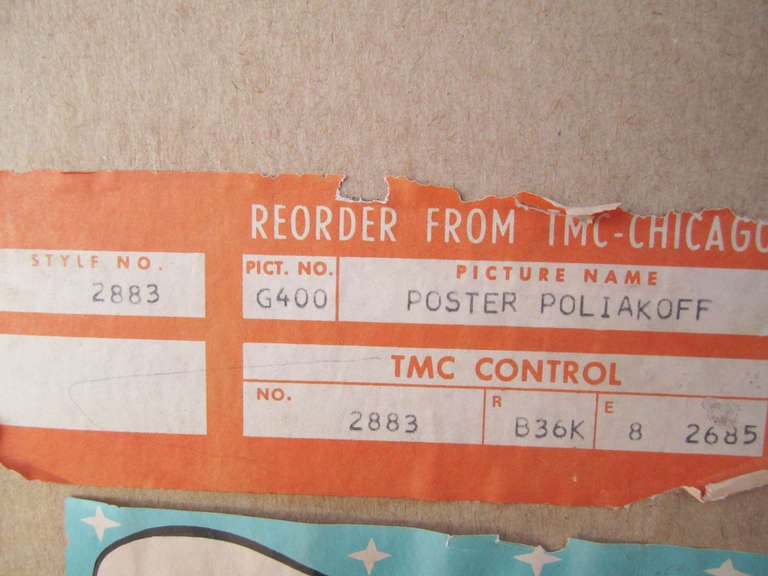 REORDER FROM TMC-CHICAGO
STYLE NO.
2883
PICT. NO.
G400
PICTURE NAME
POSTER POLIAKOFF
TMC CONTROL
NO.
2883
R
B36K
E
8 2685